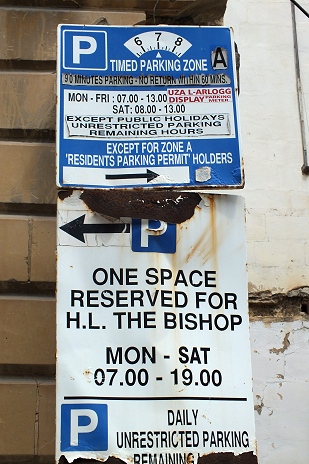 P
6 7 8
TIMED PARKING ZONE A
90 MINUTES PARKING - NO RETURN WITHIN 80 MINS.
MON - FRI : 07.00 - 13.00
UZA L-ARLOGG
DISPLAY PARKING METER
SAT: 08.00 - 13.00
EXCEPT PUBLIC HOLIDAYS
UNRESTRICTED PARKING
REMAINING HOURS
EXCEPT FOR ZONE A
'RESIDENTS PARKING PERMIT' HOLDERS
P
ONE SPACE
RESERVED FOR
H.L. THE BISHOP
MON - SAT
07.00 - 19.00
P
DAILY
UNRESTRICTED PARKING
REMAINING